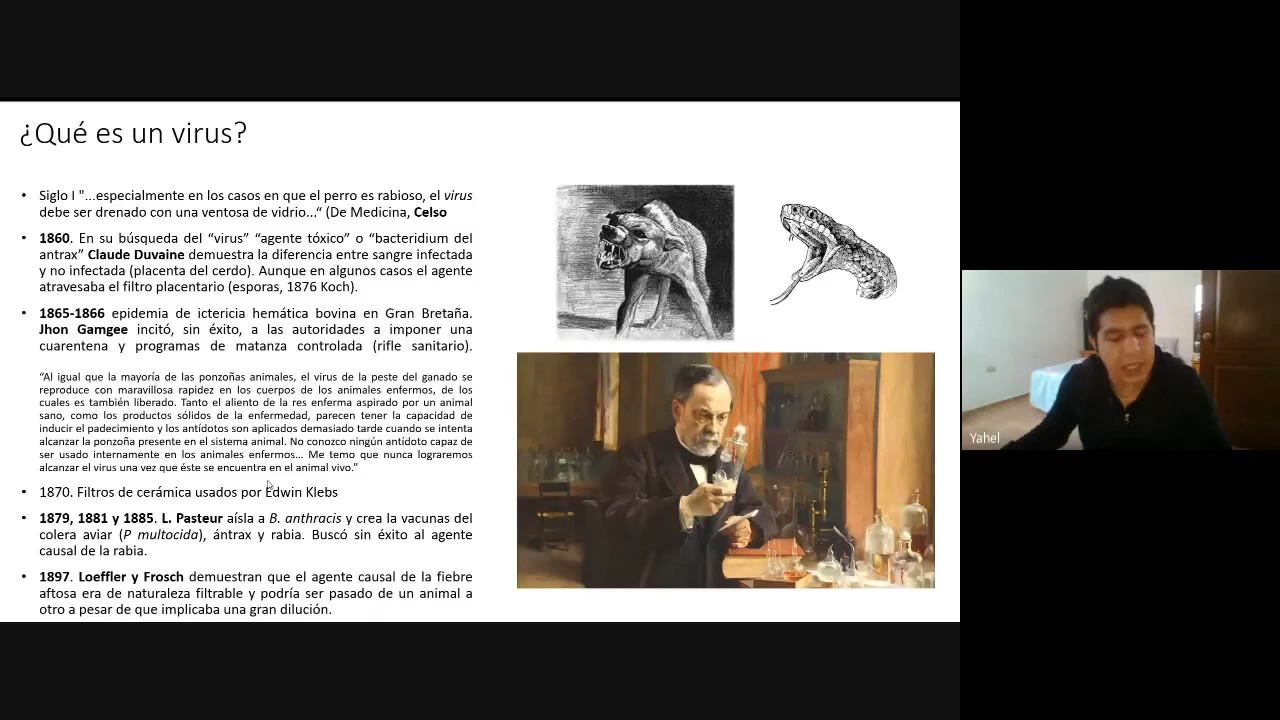 ¿Qué es un virus?
• Siglo I "...especialmente en los casos en que el perro es rabioso, el virus
debe ser drenado con una ventosa de vidrio...“ (De Medicina, Celso
• 1860. En su búsqueda del “virus” “agente tóxico” o “bacteridium del
antrax” Claude Duvaine demuestra la diferencia entre sangre infectada
y no infectada (placenta del cerdo). Aunque en algunos casos el agente
atravesaba el filtro placentario (esporas, 1876 Koch).
• 1865-1866 epidemia de ictericia hemática bovina en Gran Bretaña.
Jhon Gamgee incitó, sin éxito, a las autoridades a imponer una
cuarentena y programas de matanza controlada (rifle sanitario).
“Al igual que la mayoría de las ponzoñas animales, el virus de la peste del ganado se
reproduce con maravillosa rapidez en los cuerpos de los animales enfermos, de los
cuales es también liberado. Tanto el aliento de la res enferma aspirado por un animal
sano, como los productos sólidos de la enfermedad, parecen tener la capacidad de
inducir el padecimiento y los antídotos son aplicados demasiado tarde cuando se intenta
alcanzar la ponzoña presente en el sistema animal. No conozco ningún antídoto capaz de
ser usado internamente en los animales enfermos... Me temo que nunca lograremos
alcanzar el virus una vez que éste se encuentra en el animal vivo.”
• 1870. Filtros de cerámica usados por Edwin Klebs
• 1879, 1881 y 1885. L. Pasteur aísla a B. anthracis y crea la vacunas del
colera aviar (P multocida), ántrax y rabia. Buscó sin éxito al agente
causal de la rabia.
• 1897. Loeffler y Frosch demuestran que el agente causal de la fiebre
aftosa era de naturaleza filtrable y podría ser pasado de un animal a
otro a pesar de que implicaba una gran dilución.
Yahel